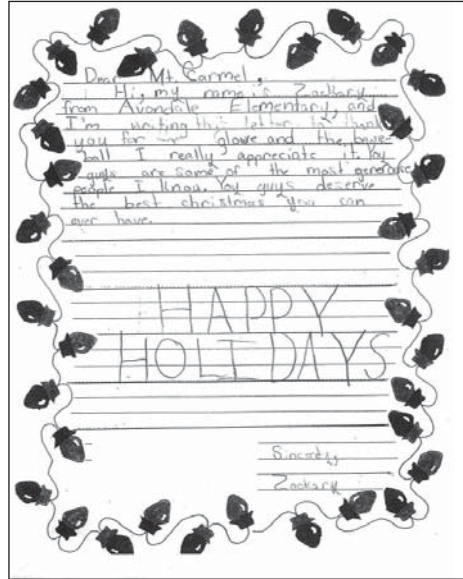 Dear Mt. Carmel,
Hi, my name is Zackary
from Avondale Elementary, and
I'm writing this letter to thank
you for glove and the base-
ball I really appreciate it. You
guys are some of the most
people I know. You guys deserve
the best christmas you can
ever have.
HAPPY
HOLIDAYS
Sincerely,
Zackary